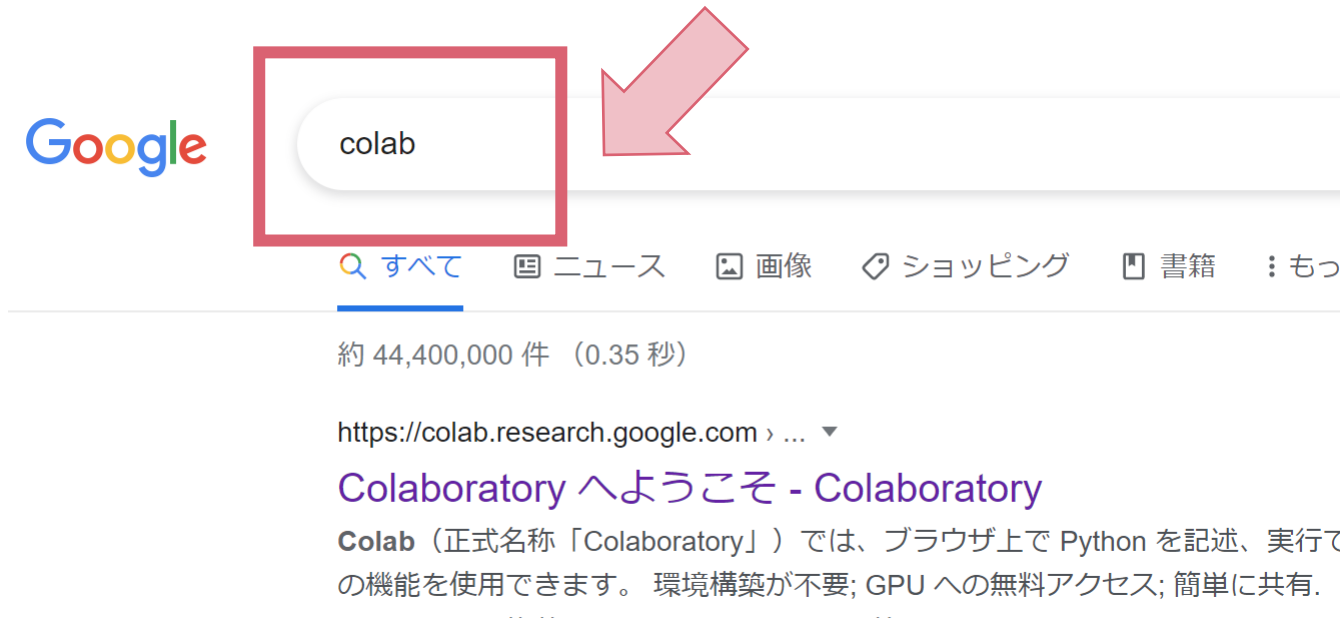 Google
colab
すべて ニュース 画像 ショッピング 書籍 もっ
約 44,400,000 件 (0.35 秒)
https://colab.research.google.com › ...
Colaboratory へようこそ - Colaboratory
Colab（正式名称「Colaboratory」）では、ブラウザ上で Python を記述、実行で
の機能を使用できます。 環境構築が不要; GPU への無料アクセス; 簡単に共有.